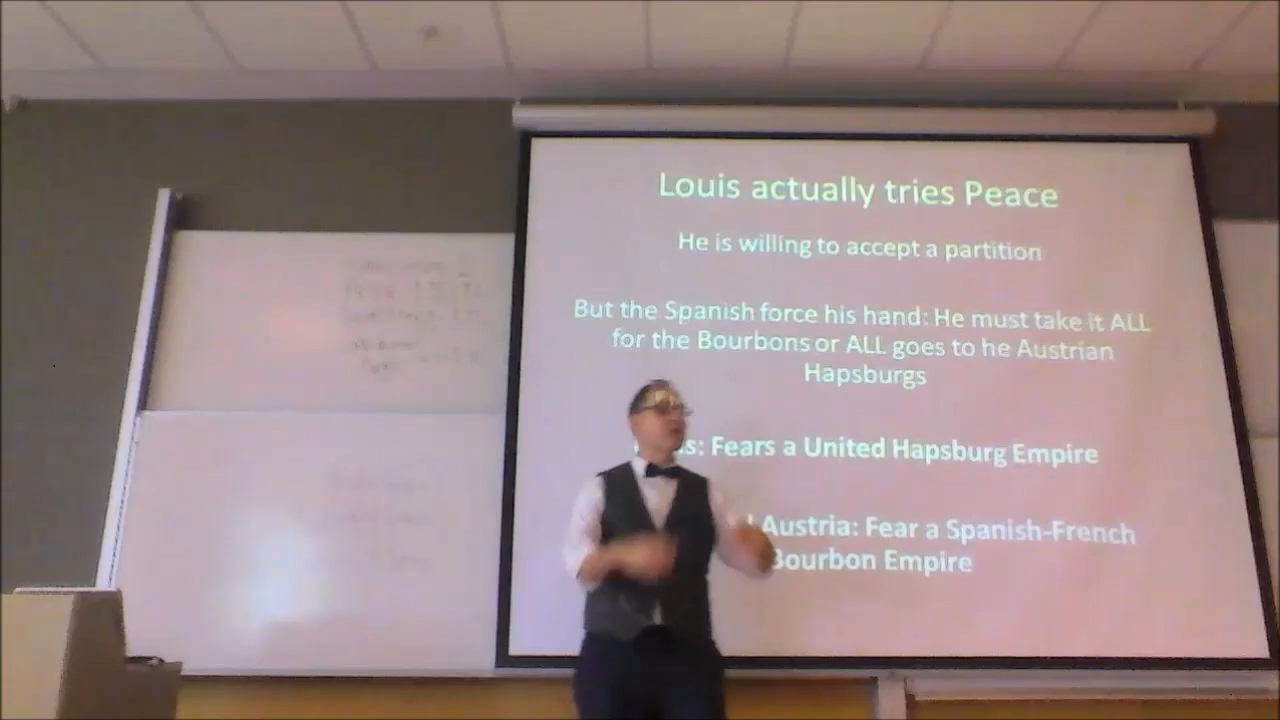 Louis actually tries Peace
He is willing to accept a partition
But the Spanish force his hand: He must take it ALL
for the Bourbons or ALL goes to he Austrian
Hapsburgs
Fears a United Hapsburg Empire
Austria: Fear a Spanish-French
Bourbon Empire